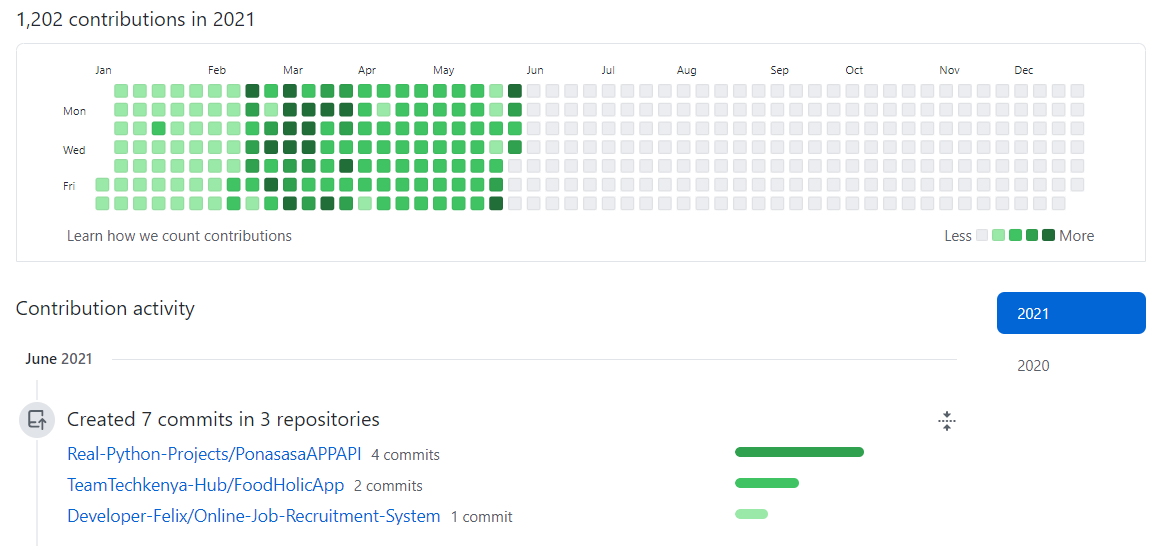 1,202 contributions in 2021
Jan Feb Mar Apr May Jun Jul Aug Sep Oct Nov Dec
Mon
Wed
Fri
Learn how we count contributions
Less More
Contribution activity
2021
June 2021
2020
Created 7 commits in 3 repositories
Real-Python-Projects/PonasasaAPPAPI 4 commits
TeamTechkenya-Hub/FoodHolicApp 2 commits
Developer-Felix/Online-Job-Recruitment-System 1 commit